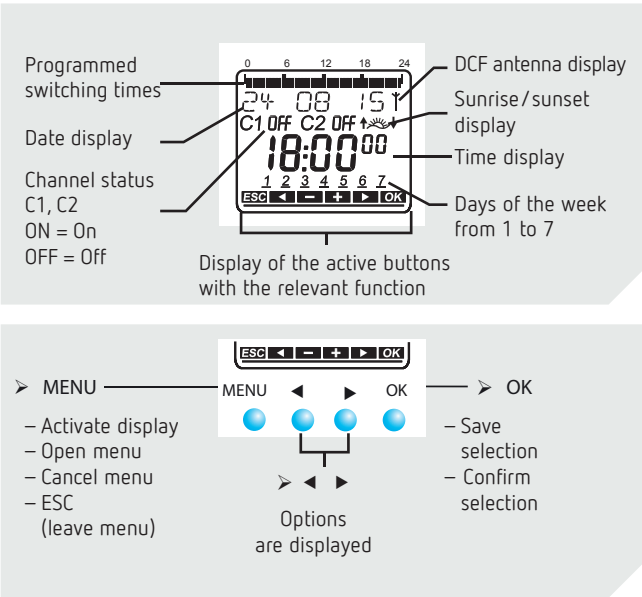 Programmed
switching times
Date display
Channel status
C1, C2
ON = On
OFF = Off
0 6 12 18 24
24 08 15
C1 OFF C2 OFF
18:00 00
1 2 3 4 5 6 7
ESC ◄ − + ► OK
DCF antenna display
Sunrise/sunset
display
Time display
Days of the week
from 1 to 7
Display of the active buttons
with the relevant function
ESC ◄ − + ► OK
MENU ◄ ► OK
➢ MENU
– Activate display
– Open menu
– Cancel menu
– ESC
(leave menu)
➢ ◄ ►
Options
are displayed
➢ OK
– Save
selection
– Confirm
selection